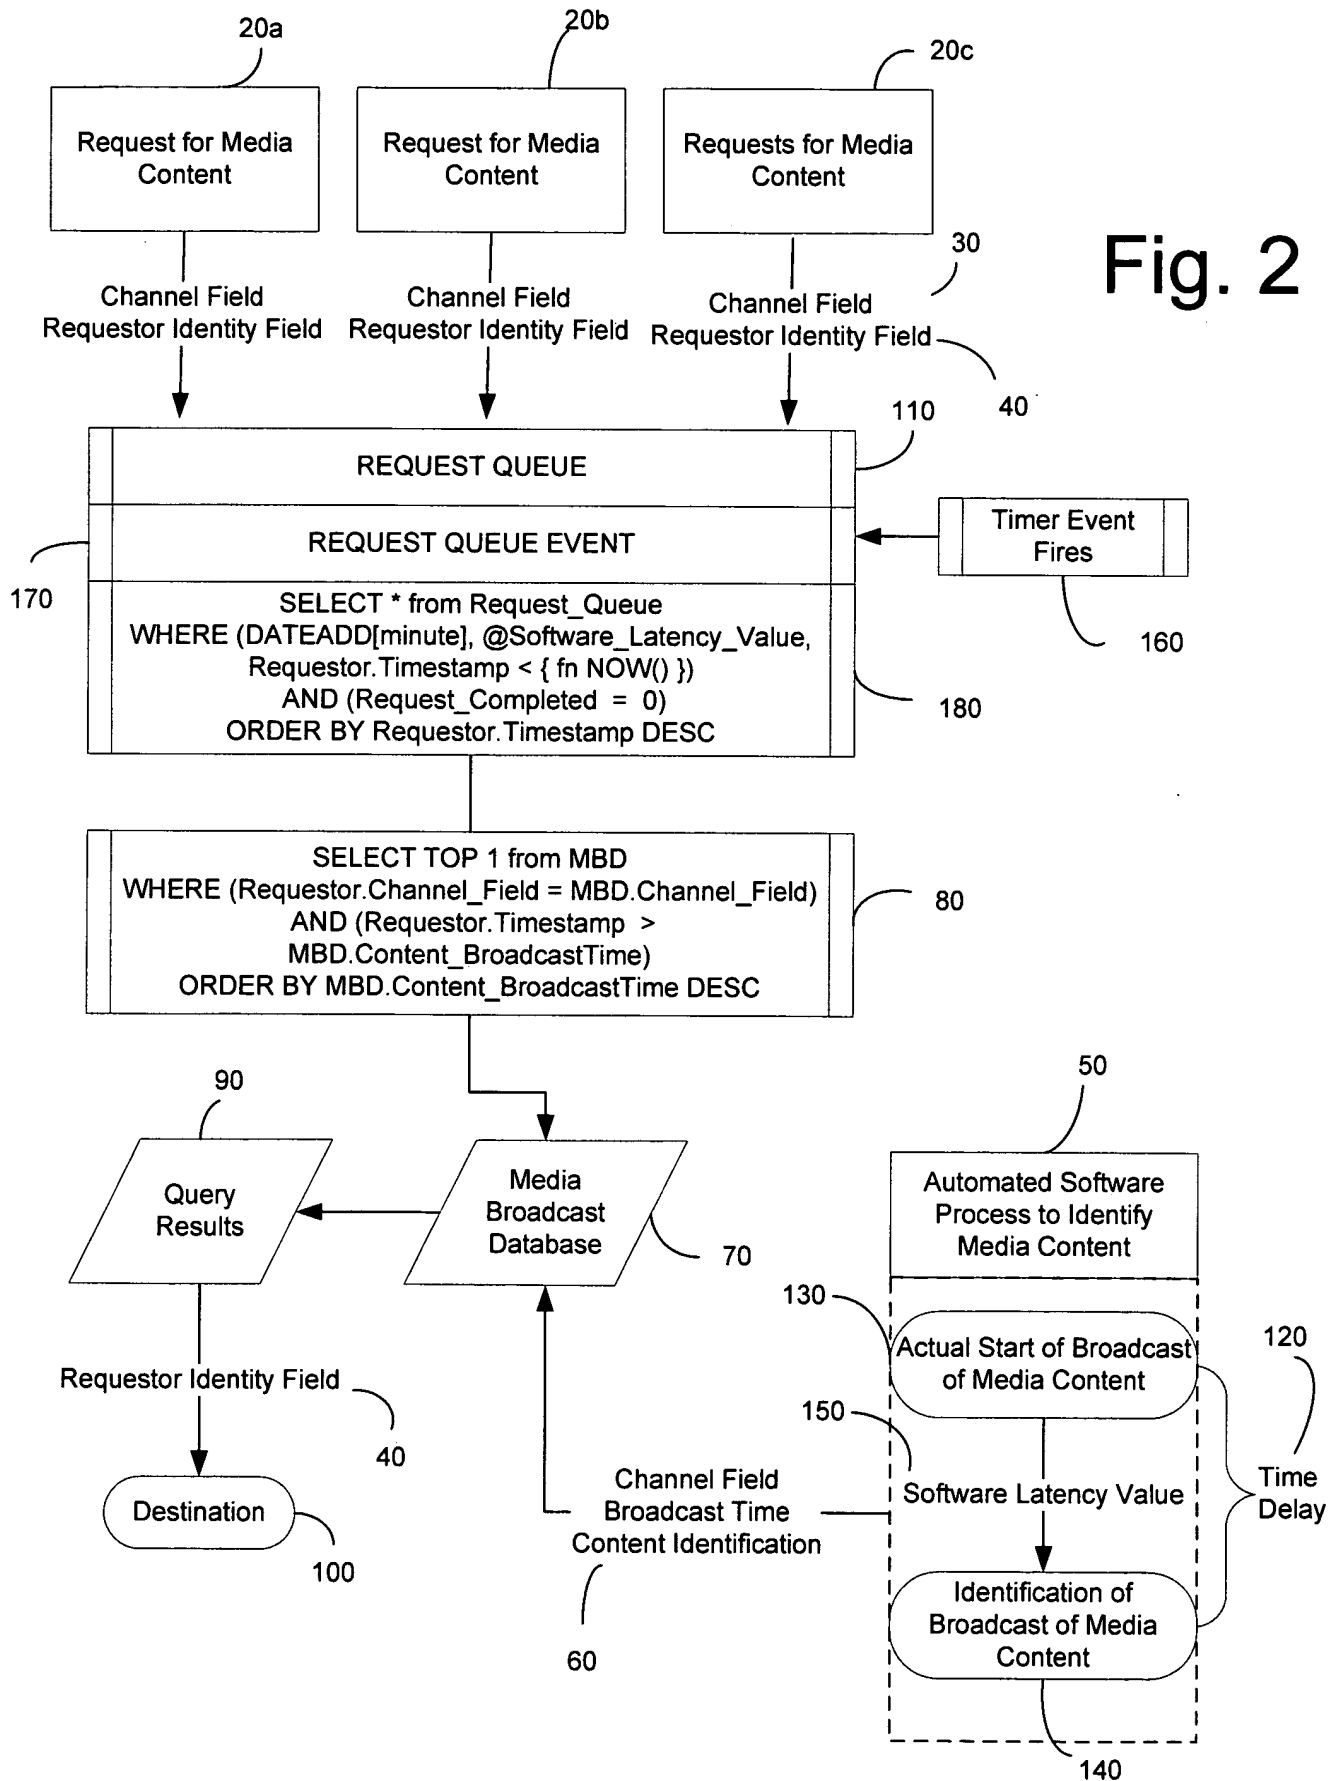 20a
20b
20c
Request for Media
Content
Request for Media
Content
Requests for Media
Content
30
Fig. 2
Channel Field
Requestor Identity Field
Channel Field
Requestor Identity Field
Channel Field
Requestor Identity Field
40
110
REQUEST QUEUE
REQUEST QUEUE EVENT
Timer Event
Fires
170
160
SELECT * from Request_Queue
WHERE (DATEADD[minute], @Software_Latency_Value,
Requestor.Timestamp < { fn NOW() })
AND (Request_Completed = 0)
ORDER BY Requestor.Timestamp DESC
180
SELECT TOP 1 from MBD
WHERE (Requestor.Channel_Field = MBD.Channel_Field)
AND (Requestor.Timestamp >
MBD.Content_BroadcastTime)
ORDER BY MBD.Content_BroadcastTime DESC
80
90
50
Query
Results
Media
Broadcast
Database
70
Automated Software
Process to Identify
Media Content
130
Actual Start of Broadcast
of Media Content
120
Requestor Identity Field
40
150
Channel Field
Broadcast Time
Content Identification
Software Latency Value
Time
Delay
Destination
100
60
Identification of
Broadcast of Media
Content
140